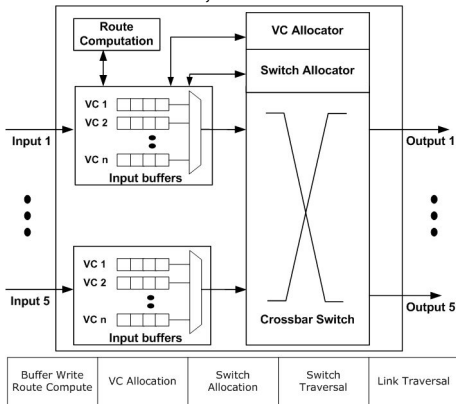 Route
Computation
VC Allocator
Switch Allocator
VC 1
VC 2
VC n
Input buffers
Input 1
Output 1
VC 1
VC 2
VC n
Input buffers
Input 5
Output 5
Crossbar Switch
Buffer Write
Route Compute
VC Allocation
Switch
Allocation
Switch
Traversal
Link Traversal